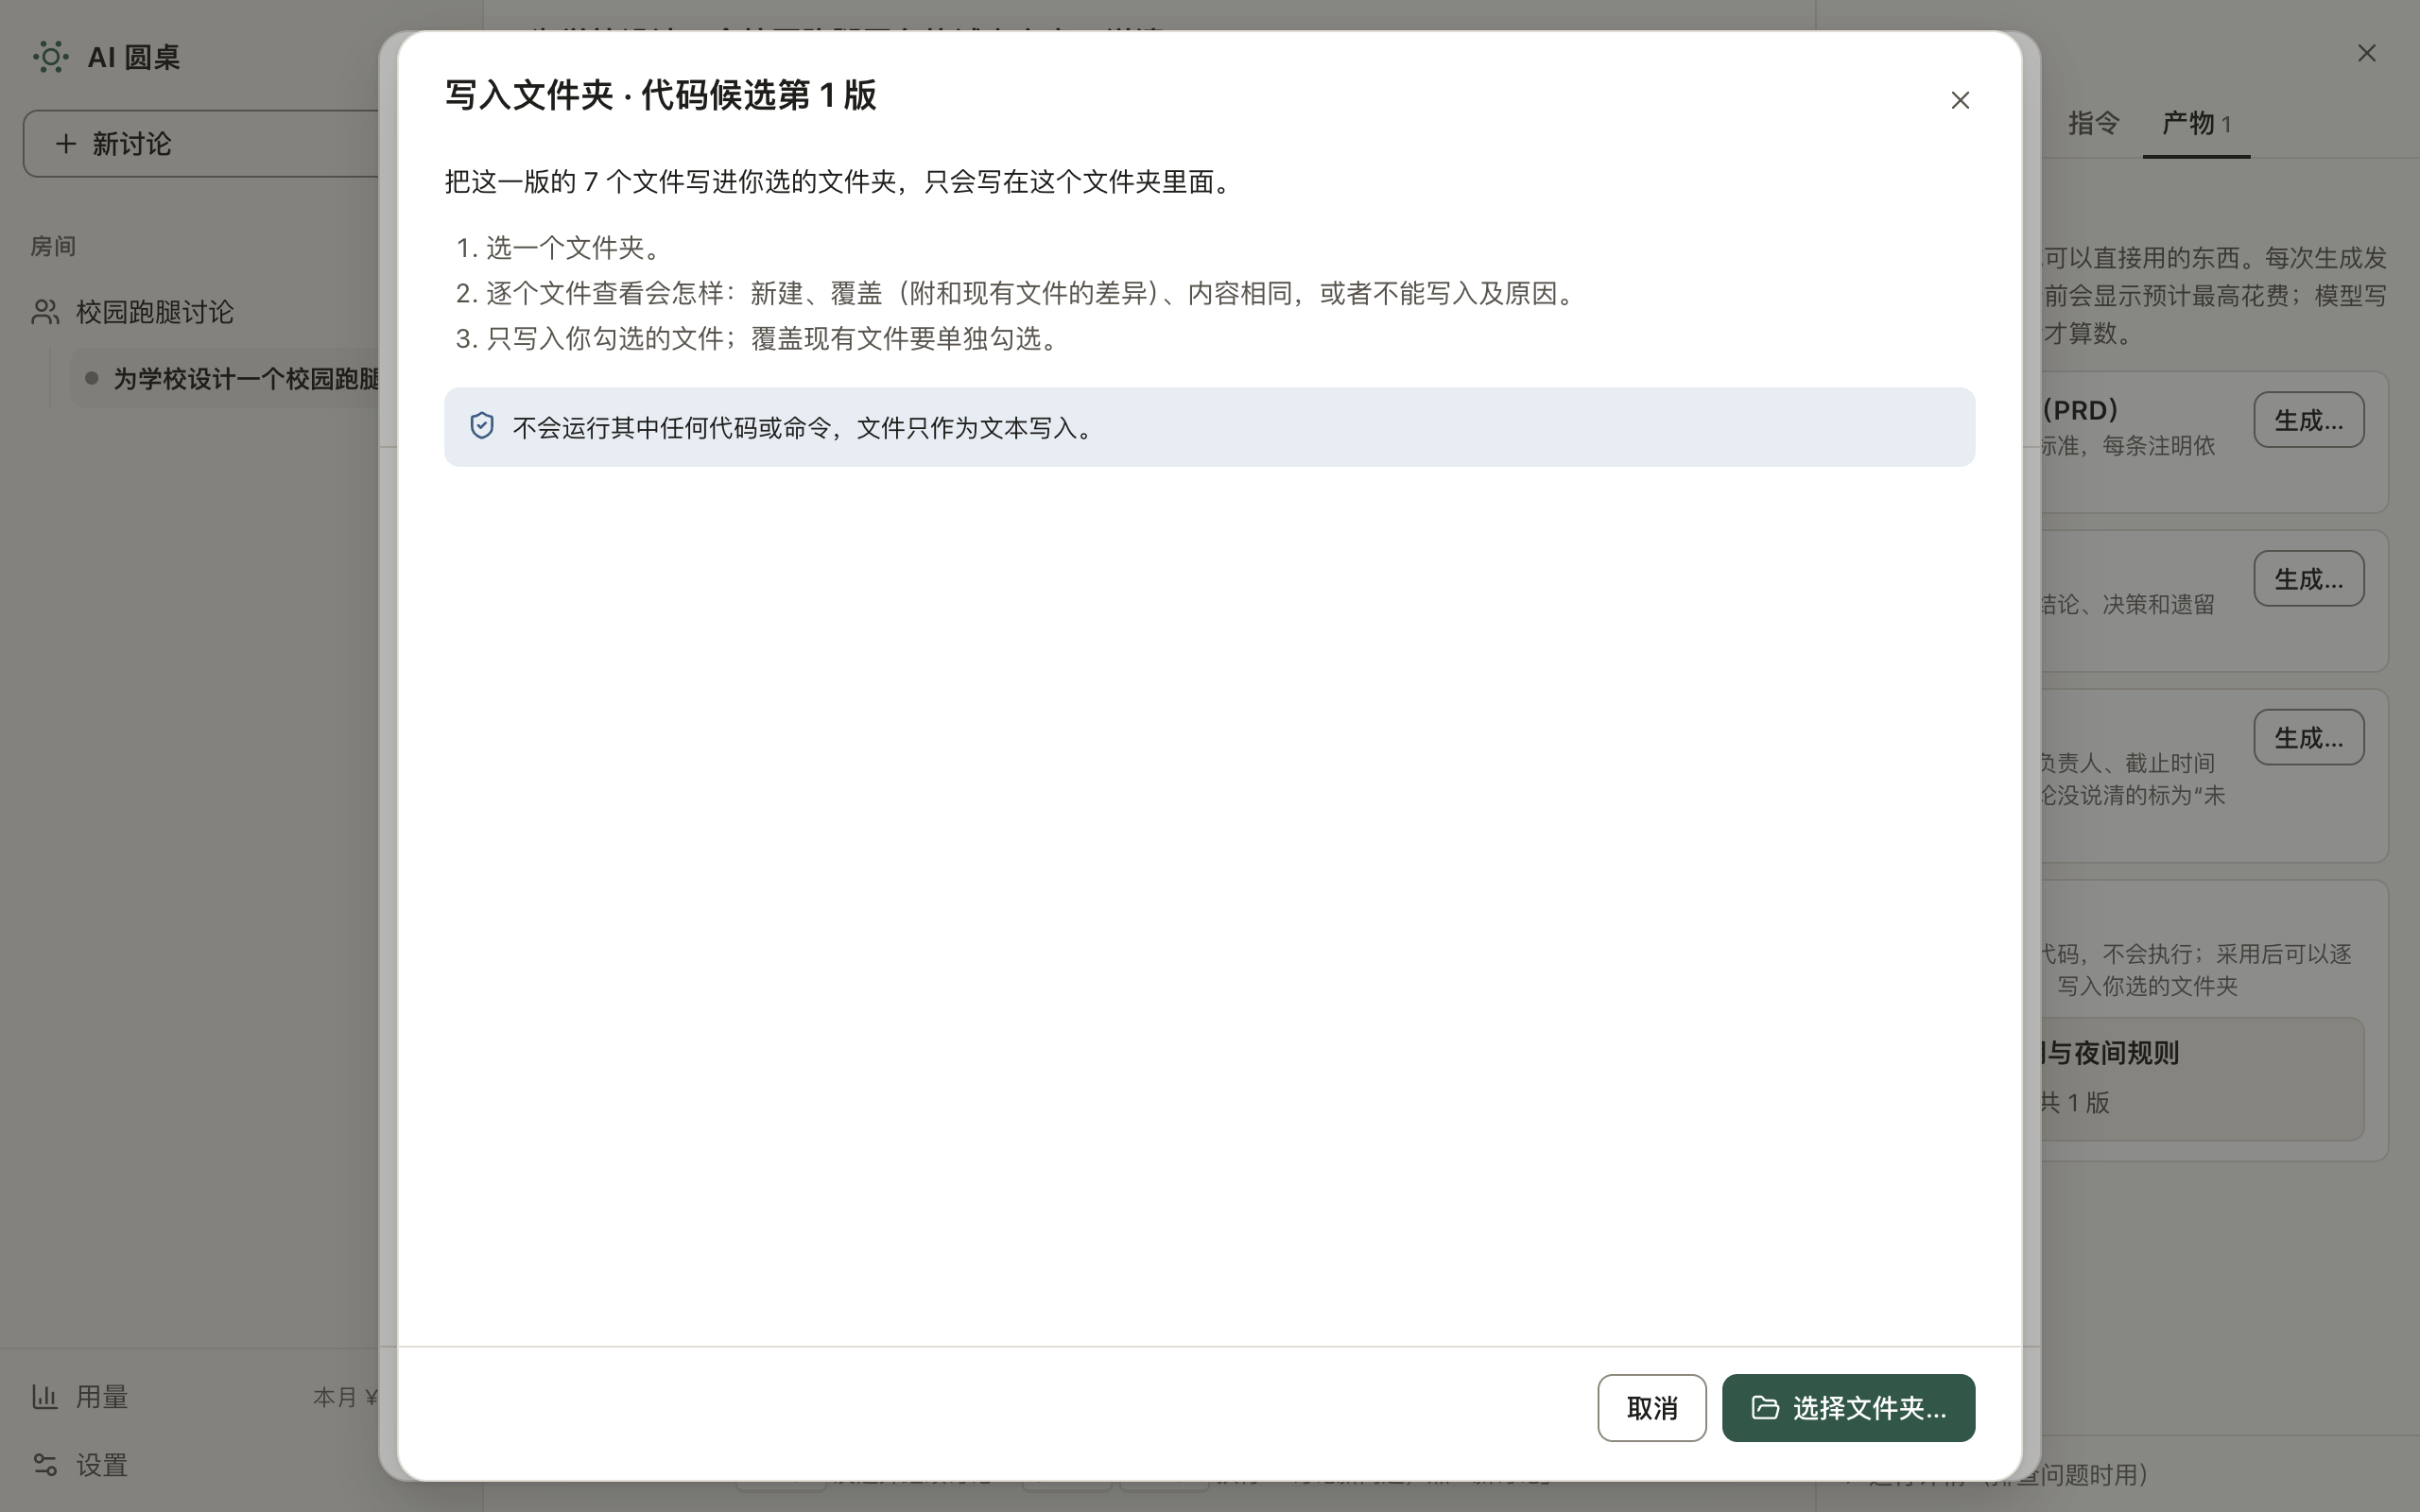 AI 圆桌
新讨论
房间
校园跑腿讨论
为学校设计一个校园跑腿
用量
本月 ¥
设置
写入文件夹 · 代码候选第 1 版
把这一版的 7 个文件写进你选的文件夹，只会写在这个文件夹里面。
1. 选一个文件夹。
2. 逐个文件查看会怎样：新建、覆盖（附和现有文件的差异）、内容相同，或者不能写入及原因。
3. 只写入你勾选的文件；覆盖现有文件要单独勾选。
不会运行其中任何代码或命令，文件只作为文本写入。
取消
选择文件夹...
指令
产物 1
可以直接用的东西。每次生成发
前会显示预计最高花费；模型写
才算数。
(PRD)
生成...
标准，每条注明依
生成...
结论、决策和遗留
生成...
负责人、截止时间
没说清的标为“未
代码，不会执行；采用后可以逐
写入你选的文件夹
与夜间规则
共 1 版
问题时用）